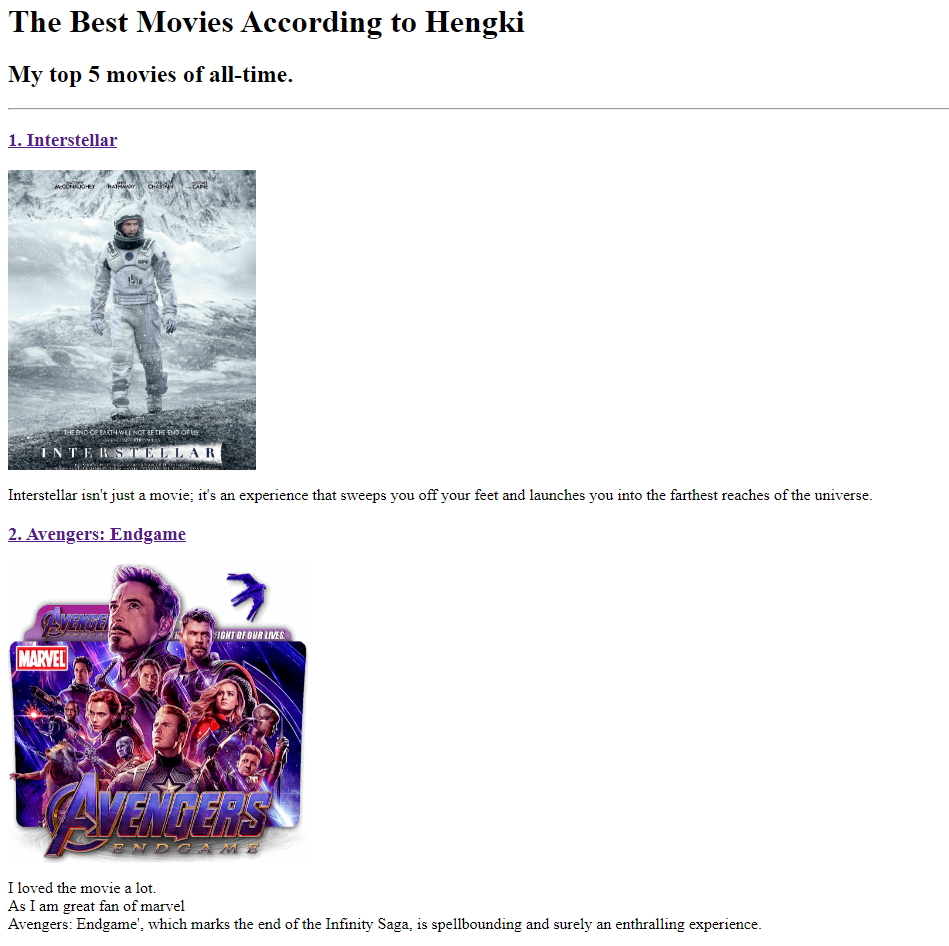 The Best Movies According to Hengki
My top 5 movies of all-time.
1. Interstellar
McCONAUGHEY HATHAWAY CHASTAIN CAINE
THE END OF EARTH WILL NOT BE THE END OF US
INTERSTELLAR
Interstellar isn't just a movie; it's an experience that sweeps you off your feet and launches you into the farthest reaches of the universe.
2. Avengers: Endgame
AVENGE
IGHT OF OUR LIVES.
MARVEL
AVENGERS
ENDGAME
I loved the movie a lot.
As I am great fan of marvel
Avengers: Endgame', which marks the end of the Infinity Saga, is spellbounding and surely an enthralling experience.